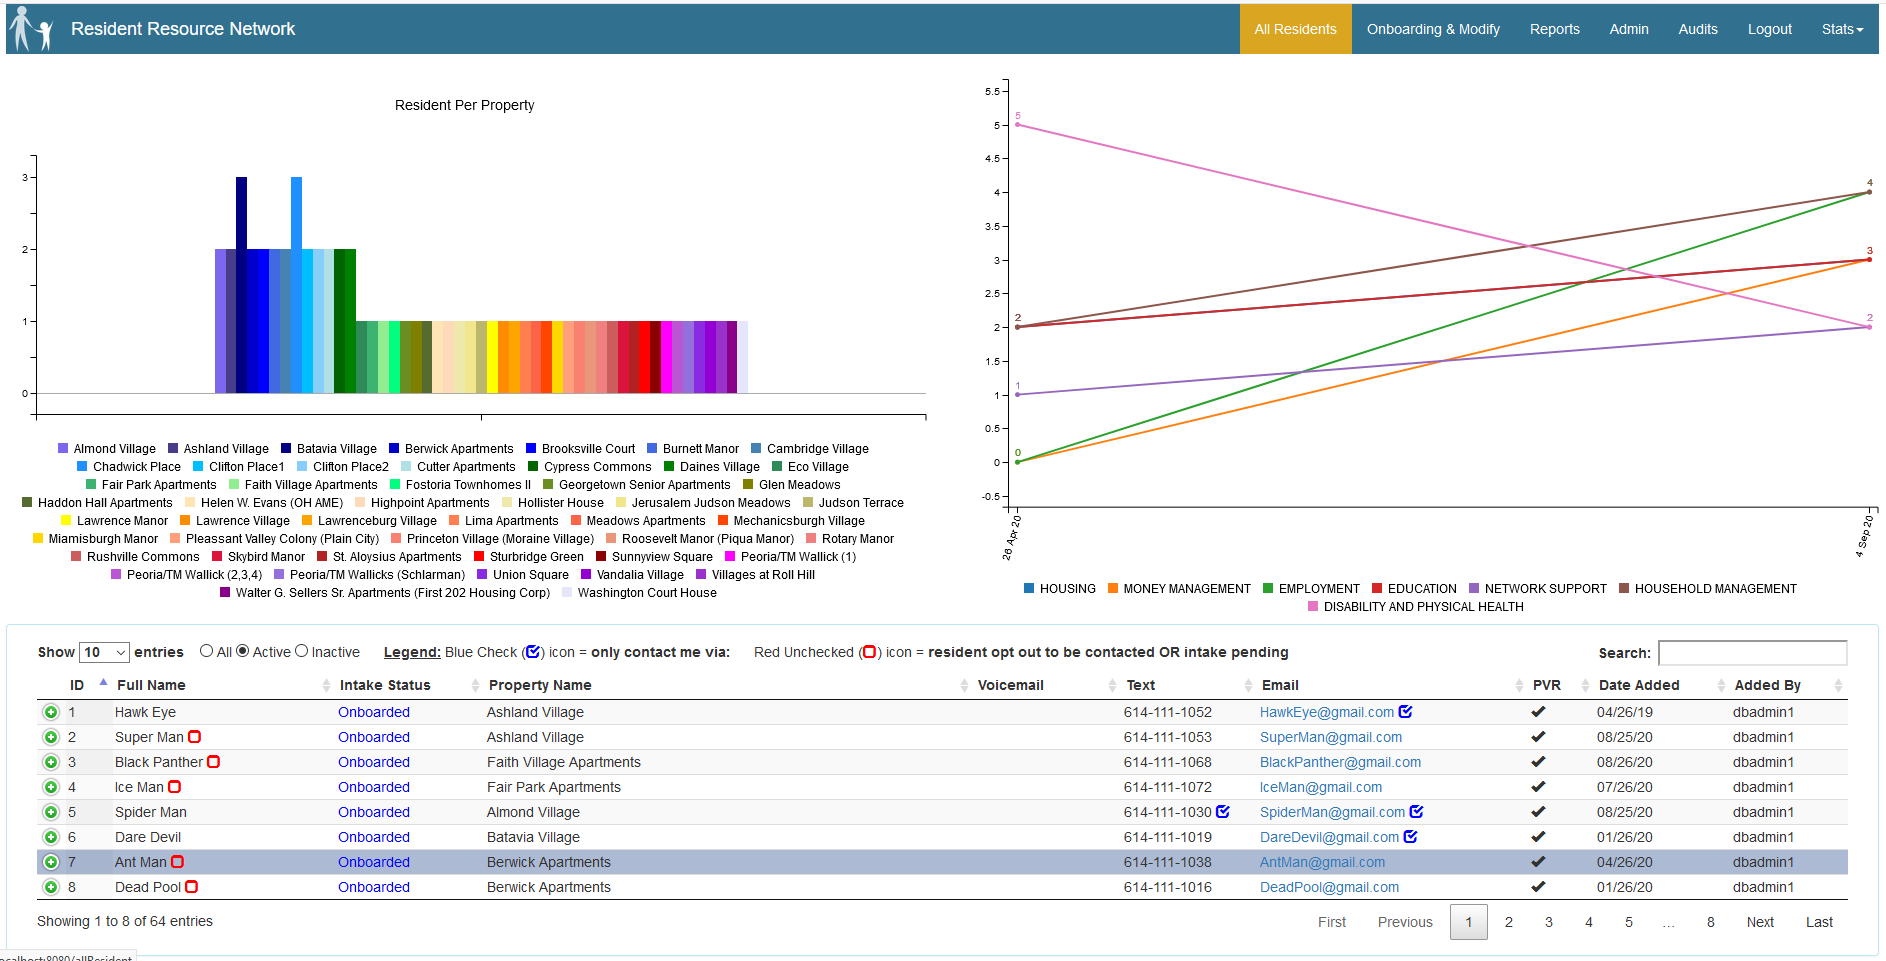 Resident Resource Network All Residents Onboarding & Modify Reports Admin Audits Logout Stats
Resident Per Property
3
2
1
0
Almond Village Ashland Village Batavia Village Berwick Apartments Brooksville Court Burnett Manor Cambridge Village
Chadwick Place Clifton Place1 Clifton Place2 Cutter Apartments Cypress Commons Daines Village Eco Village
Fair Park Apartments Faith Village Apartments Fostoria Townhomes II Georgetown Senior Apartments Glen Meadows
Haddon Hall Apartments Helen W. Evans (OH AME) Highpoint Apartments Hollister House Jerusalem Judson Meadows Judson Terrace
Lawrence Manor Lawrence Village Lawrenceburg Village Lima Apartments Meadows Apartments Mechanicsburgh Village
Miamisburgh Manor Pleassant Valley Colony (Plain City) Princeton Village (Moraine Village) Roosevelt Manor (Piqua Manor) Rotary Manor
Rushville Commons Skybird Manor St. Aloysius Apartments Sturbridge Green Sunnyview Square Peoria/TM Wallick (1)
Peoria/TM Wallick (2,3,4) Peoria/TM Wallicks (Schlarman) Union Square Vandalia Village Villages at Roll Hill
Walter G. Sellers Sr. Apartments (First 202 Housing Corp) Washington Court House
5.5
5
4.5
4
3.5
3
2.5
2
1.5
1
0.5
0
-0.5
5
2
1
0
4
3
2
26 Apr 20
4 Sep 20
HOUSING MONEY MANAGEMENT EMPLOYMENT EDUCATION NETWORK SUPPORT HOUSEHOLD MANAGEMENT
DISABILITY AND PHYSICAL HEALTH
Show 10 entries All Active Inactive Legend: Blue Check ( ) icon = only contact me via: Red Unchecked ( ) icon = resident opt out to be contacted OR intake pending Search:
ID Full Name Intake Status Property Name Voicemail Text Email PVR Date Added Added By
1 Hawk Eye Onboarded Ashland Village 614-111-1052 HawkEye@gmail.com 04/26/19 dbadmin1
2 Super Man Onboarded Ashland Village 614-111-1053 SuperMan@gmail.com 08/25/20 dbadmin1
3 Black Panther Onboarded Faith Village Apartments 614-111-1068 BlackPanther@gmail.com 08/26/20 dbadmin1
4 Ice Man Onboarded Fair Park Apartments 614-111-1072 IceMan@gmail.com 07/26/20 dbadmin1
5 Spider Man Onboarded Almond Village 614-111-1030 SpiderMan@gmail.com 08/25/20 dbadmin1
6 Dare Devil Onboarded Batavia Village 614-111-1019 DareDevil@gmail.com 01/26/20 dbadmin1
7 Ant Man Onboarded Berwick Apartments 614-111-1038 AntMan@gmail.com 04/26/20 dbadmin1
8 Dead Pool Onboarded Berwick Apartments 614-111-1016 DeadPool@gmail.com 01/26/20 dbadmin1
Showing 1 to 8 of 64 entries First Previous 1 2 3 4 5 ... 8 Next Last